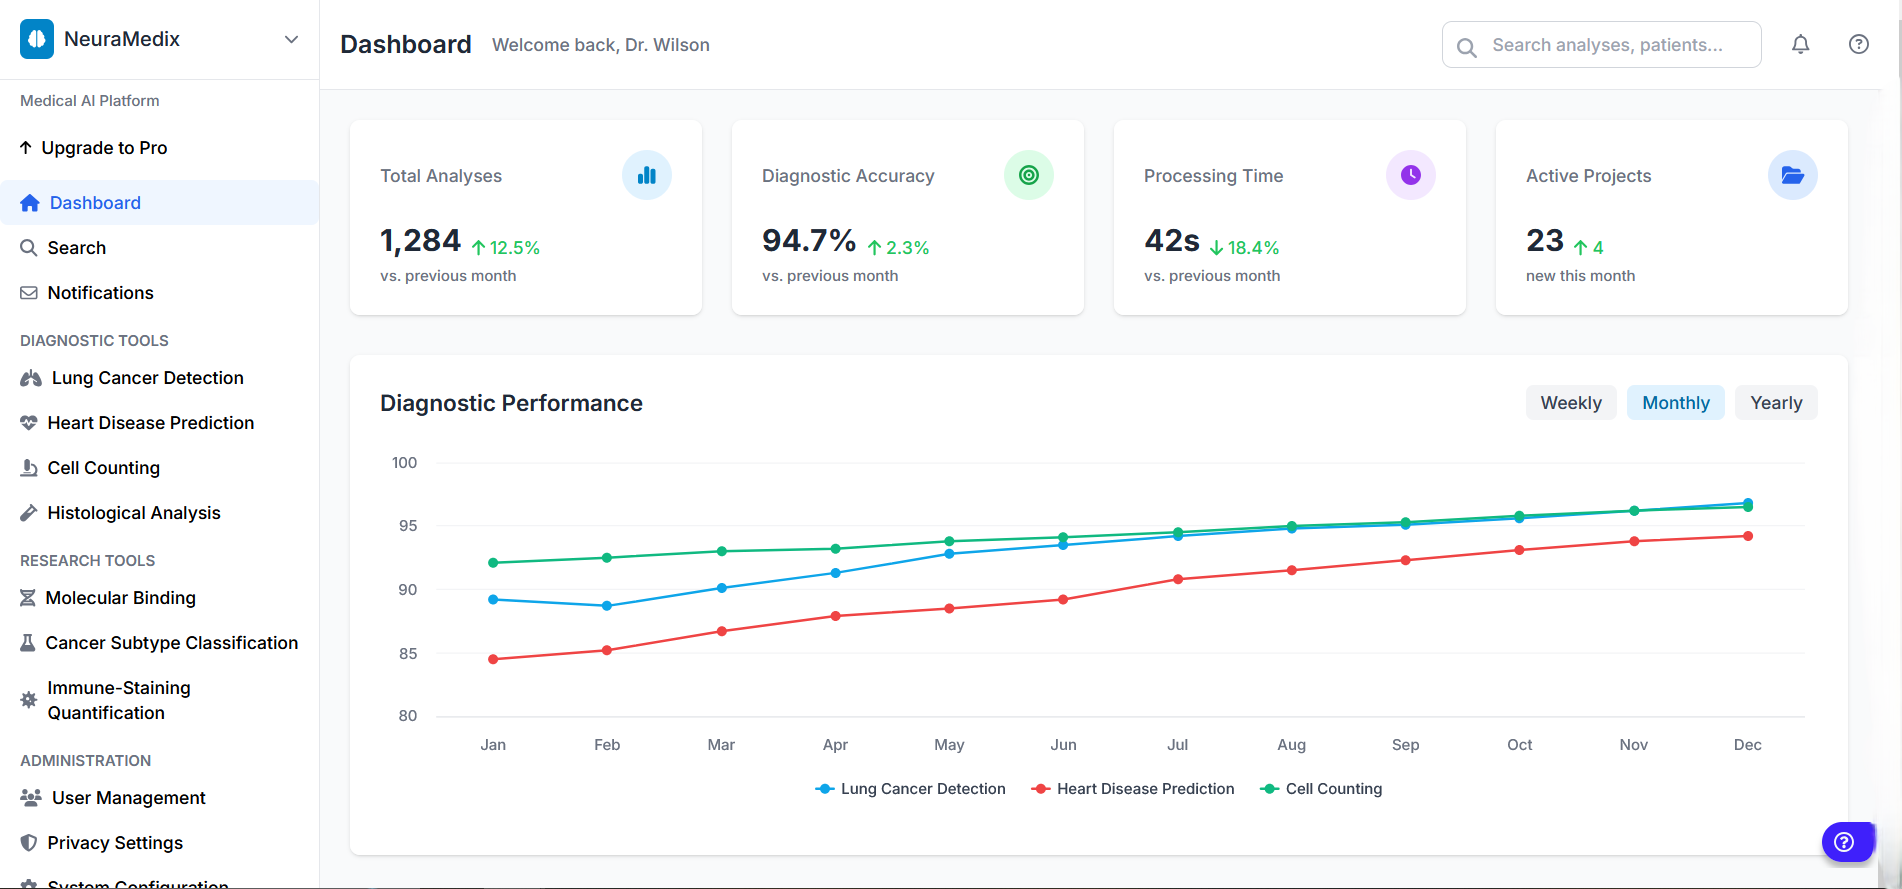 NeuraMedix
Medical AI Platform
Upgrade to Pro
Dashboard
Search
Notifications
DIAGNOSTIC TOOLS
Lung Cancer Detection
Heart Disease Prediction
Cell Counting
Histological Analysis
RESEARCH TOOLS
Molecular Binding
Cancer Subtype Classification
Immune-Staining
Quantification
ADMINISTRATION
User Management
Privacy Settings
System Configuration
Dashboard Welcome back, Dr. Wilson
Search analyses, patients...
Total Analyses
1,284 ↑ 12.5%
vs. previous month
Diagnostic Accuracy
94.7% ↑ 2.3%
vs. previous month
Processing Time
42s ↓ 18.4%
vs. previous month
Active Projects
23 ↑ 4
new this month
Diagnostic Performance
Weekly Monthly Yearly
100
95
90
85
80
Jan Feb Mar Apr May Jun Jul Aug Sep Oct Nov Dec
Lung Cancer Detection Heart Disease Prediction Cell Counting